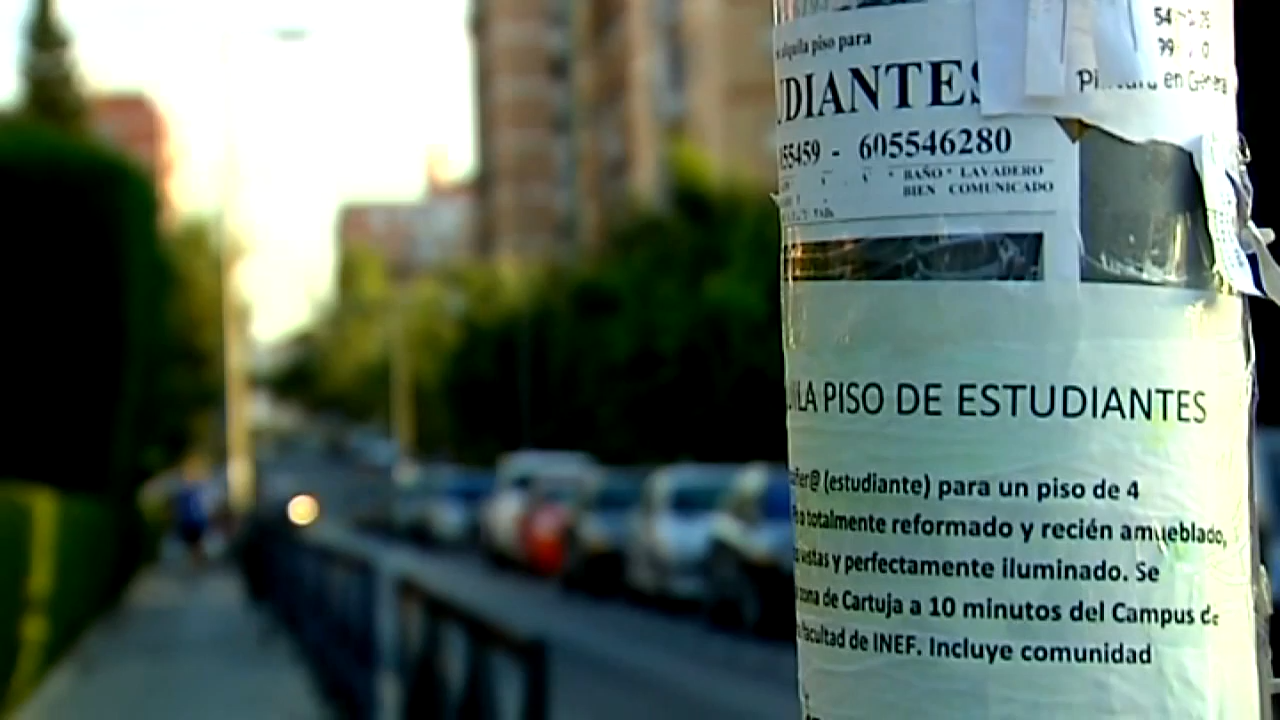 alquila piso para
UDIANTES
55459 - 605546280
BAÑO * LAVADERO
BIEN COMUNICADO
54
99
en General
LA PISO DE ESTUDIANTES
(estudiante) para un piso de 4
totalmente reformado y recién amueblado,
vistas y perfectamente iluminado. Se
zona de Cartuja a 10 minutos del Campus de
facultad de INEF. Incluye comunidad